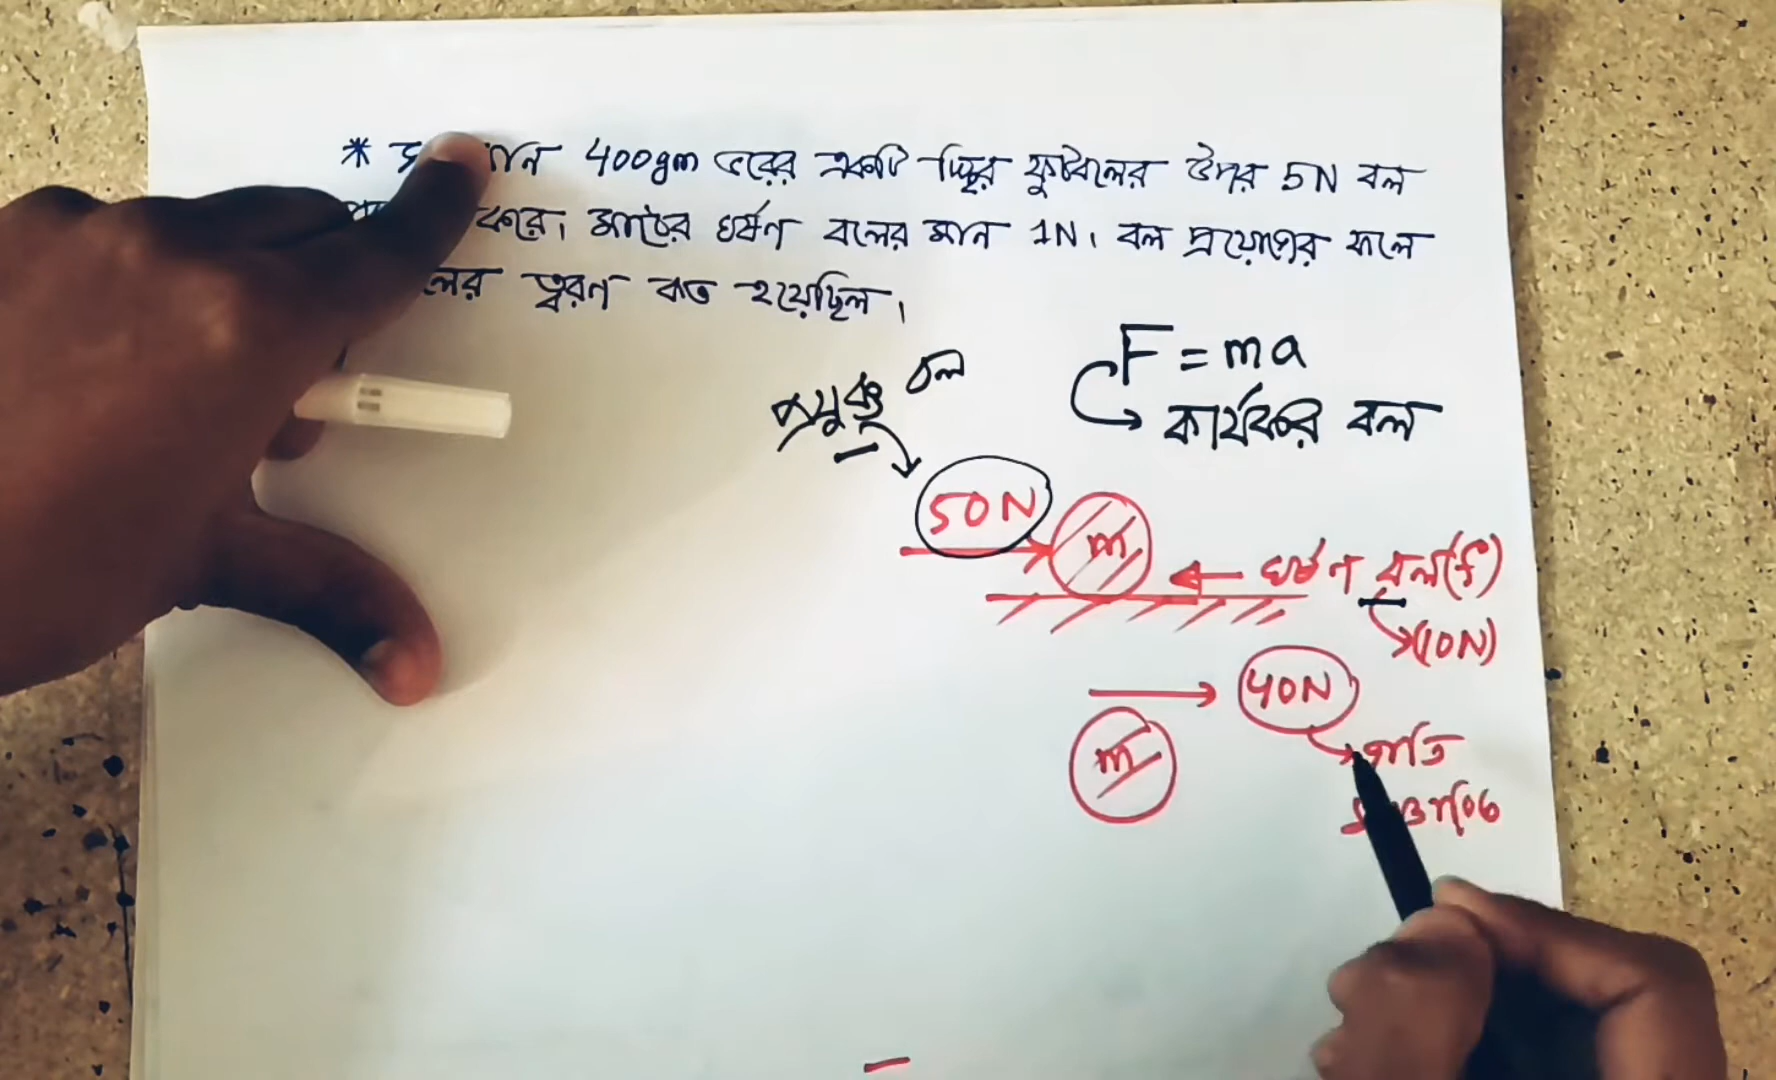 * 400gm ভরের একটি স্থির ফুটবলের উপর 5N বল
করে। মাঠের ঘর্ষণ বলের মান 1N। বল প্রয়োগের ফলে
ত্বরণ কত হয়েছিল।
F = ma
কার্যকরি বল
প্রযুক্ত বল
50N
m
ঘর্ষণ বল(f)
(10N)
40N
m
গতি